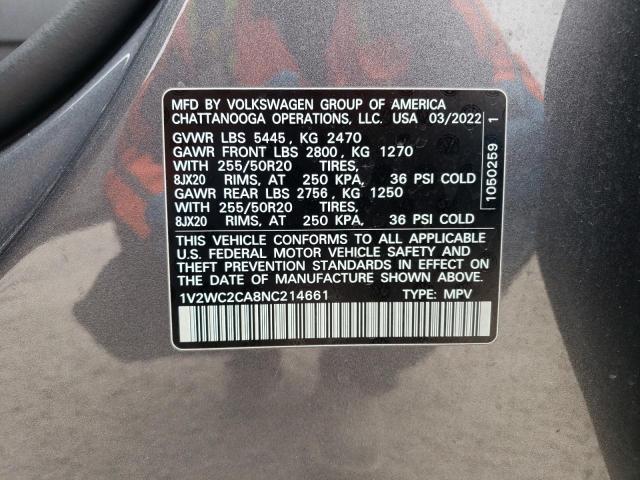 MFD BY VOLKSWAGEN GROUP OF AMERICA
CHATTANOOGA OPERATIONS, LLC. USA 03/2022
GVWR LBS 5445, KG 2470
GAWR FRONT LBS 2800, KG 1270
WITH 255/50R20 TIRES,
8JX20 RIMS, AT 250 KPA, 36 PSI COLD
GAWR REAR LBS 2756, KG 1250
WITH 255/50R20 TIRES,
8JX20 RIMS, AT 250 KPA, 36 PSI COLD
THIS VEHICLE CONFORMS TO ALL APPLICABLE
U.S. FEDERAL MOTOR VEHICLE SAFETY AND
THEFT PREVENTION STANDARDS IN EFFECT ON
THE DATE OF MANUFACTURE SHOWN ABOVE.
1V2WC2CA8NC214661 TYPE: MPV
1050259 1